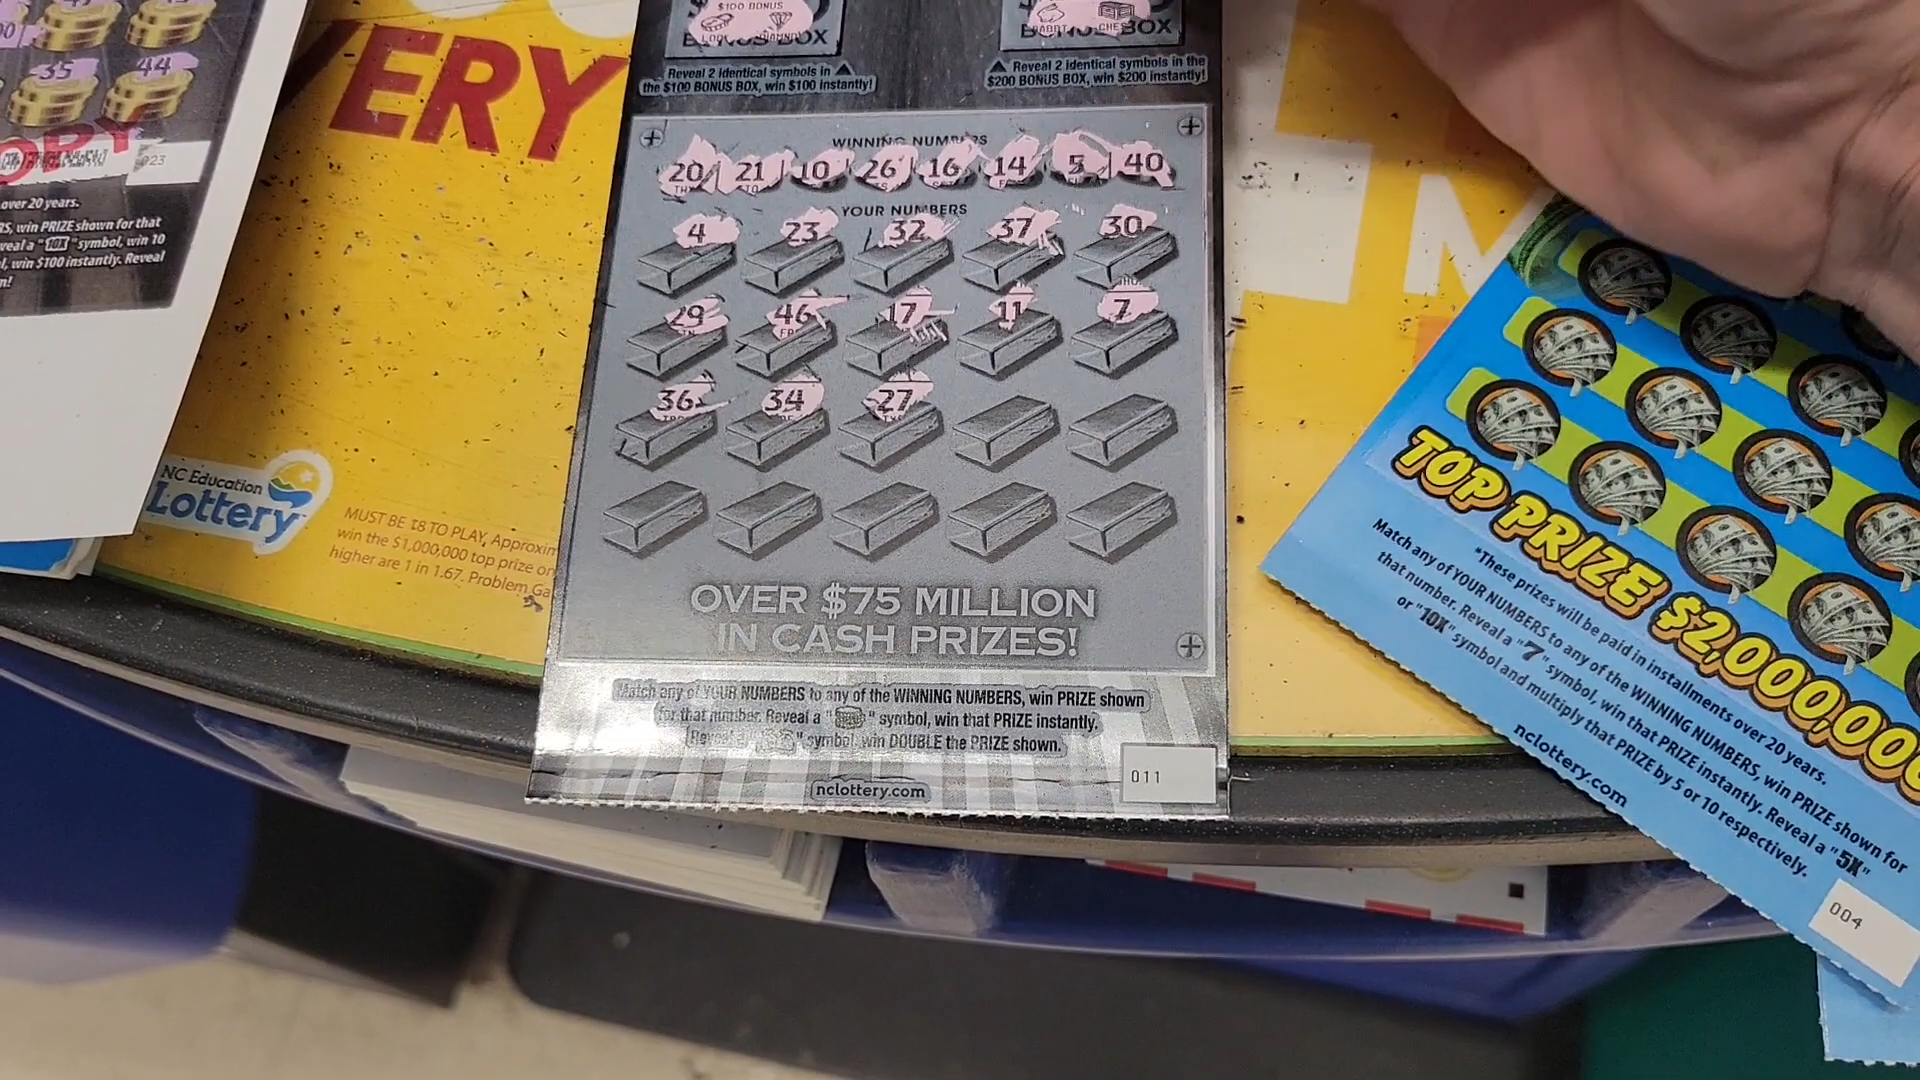 35 44
OPY
023
over 20 years.
RS, win PRIZE shown for that
veal a "10X" symbol, win 10
l, win $100 instantly. Reveal
VERY
NC Education
Lottery
MUST BE 18 TO PLAY. Approxim
win the $1,000,000 top prize on
higher are 1 in 1.67. Problem Ga
$100 BONUS
BONUS BOX
BONUS BOX
Reveal 2 identical symbols in
the $100 BONUS BOX, win $100 instantly!
Reveal 2 identical symbols in the
$200 BONUS BOX, win $200 instantly!
WINNING NUMBERS
20 21 10 26 16 14 5 40
YOUR NUMBERS
4 23 32 37 30
29 46 17 11 7
36 34 27
OVER $75 MILLION
IN CASH PRIZES!
Match any of YOUR NUMBERS to any of the WINNING NUMBERS, win PRIZE shown
for that number. Reveal a " " symbol, win that PRIZE instantly.
Reveal a " " symbol, win DOUBLE the PRIZE shown.
nclottery.com
011
TOP PRIZE $2,000,000
*These prizes will be paid in installments over 20 years.
Match any of YOUR NUMBERS to any of the WINNING NUMBERS, win PRIZE shown for
that number. Reveal a "7" symbol, win that PRIZE instantly. Reveal a "5X"
or "10X" symbol and multiply that PRIZE by 5 or 10 respectively.
nclottery.com
004